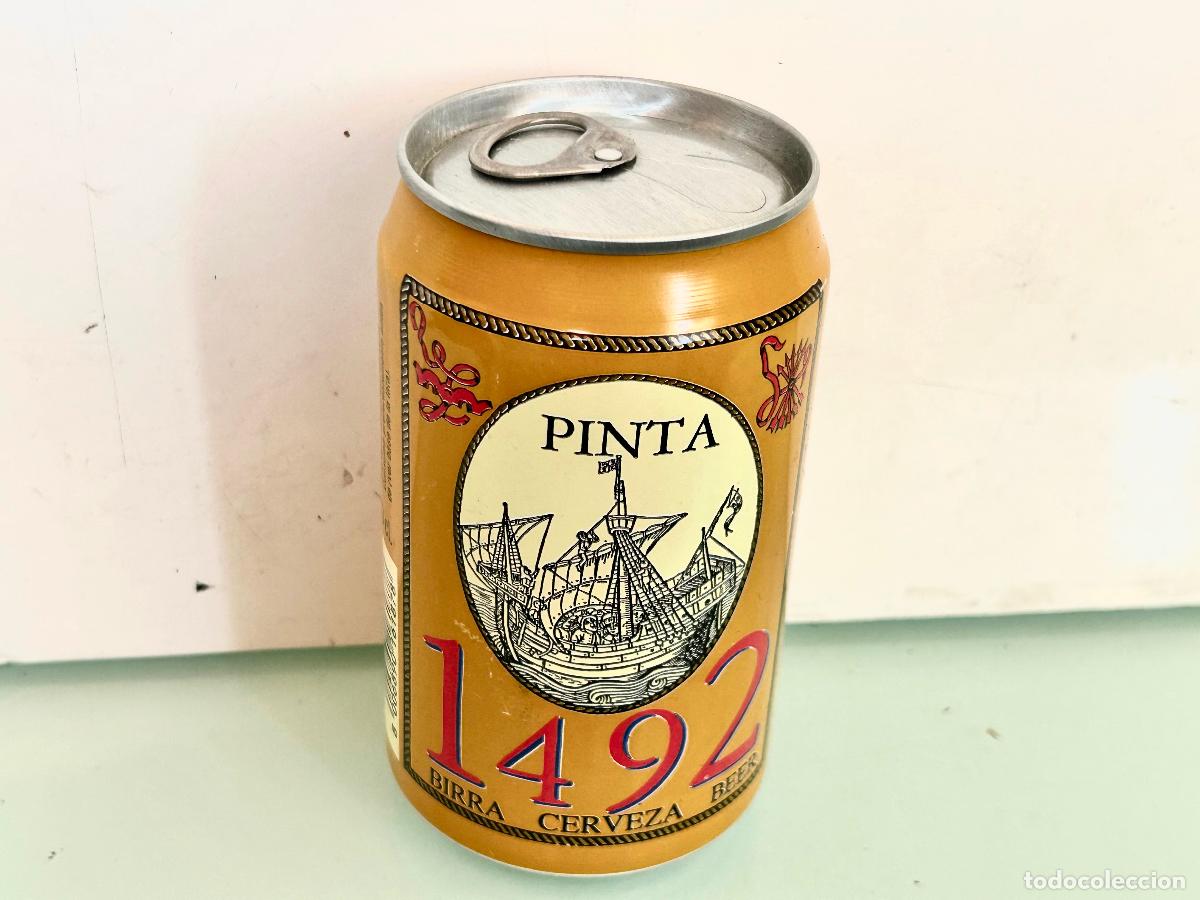 PINTA
1492
BIRRA CERVEZA BEER
todocoleccion